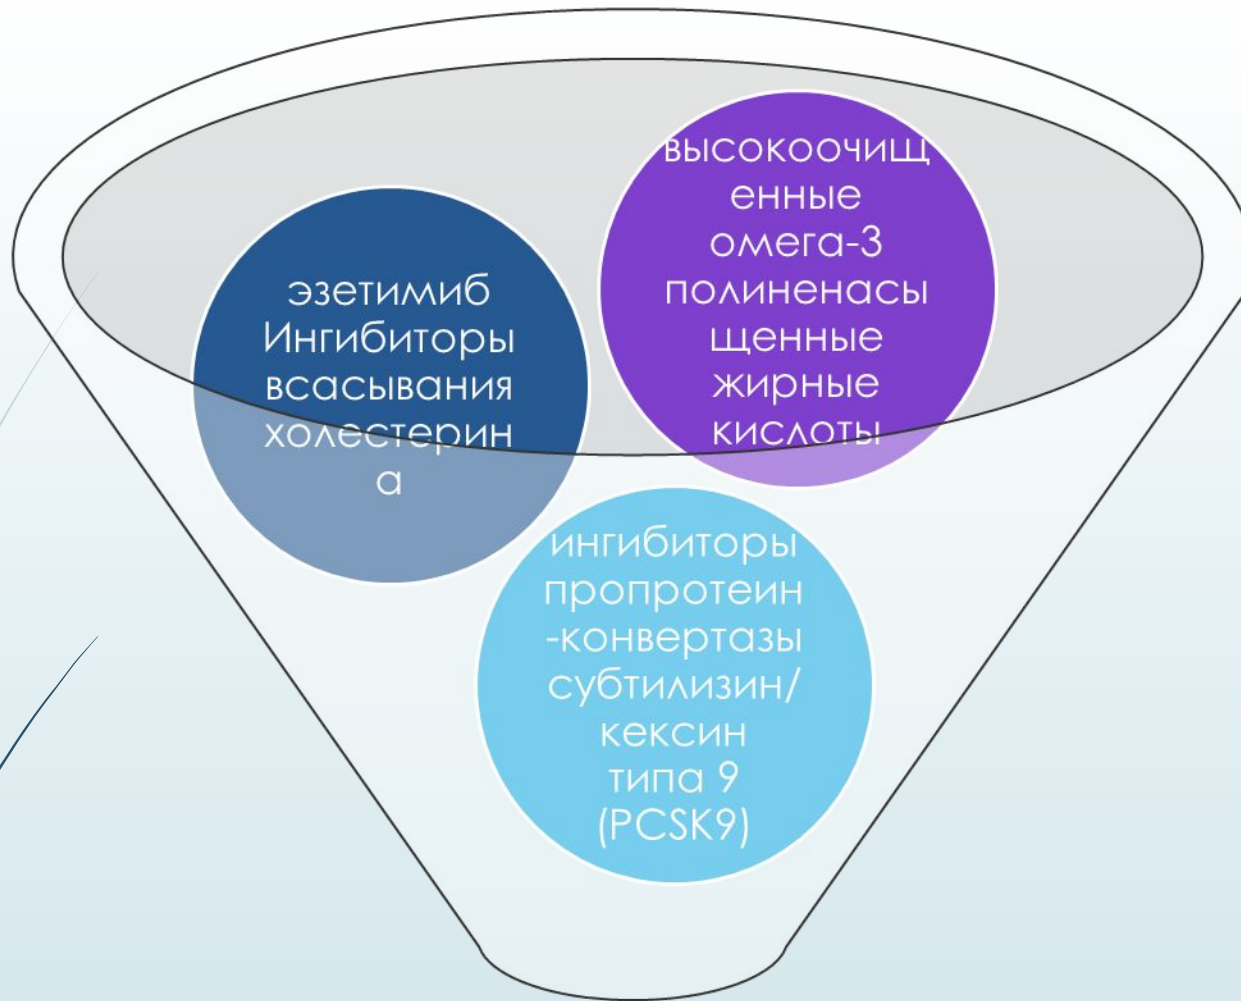 эзетимиб
Ингибиторы
всасывания
холестерин
а
высокоочищ
енные
омега-3
полиненасы
щенные
жирные
кислоты
ингибиторы
пропротеин
-конвертазы
субтилизин/
кексин
типа 9
(PCSK9)